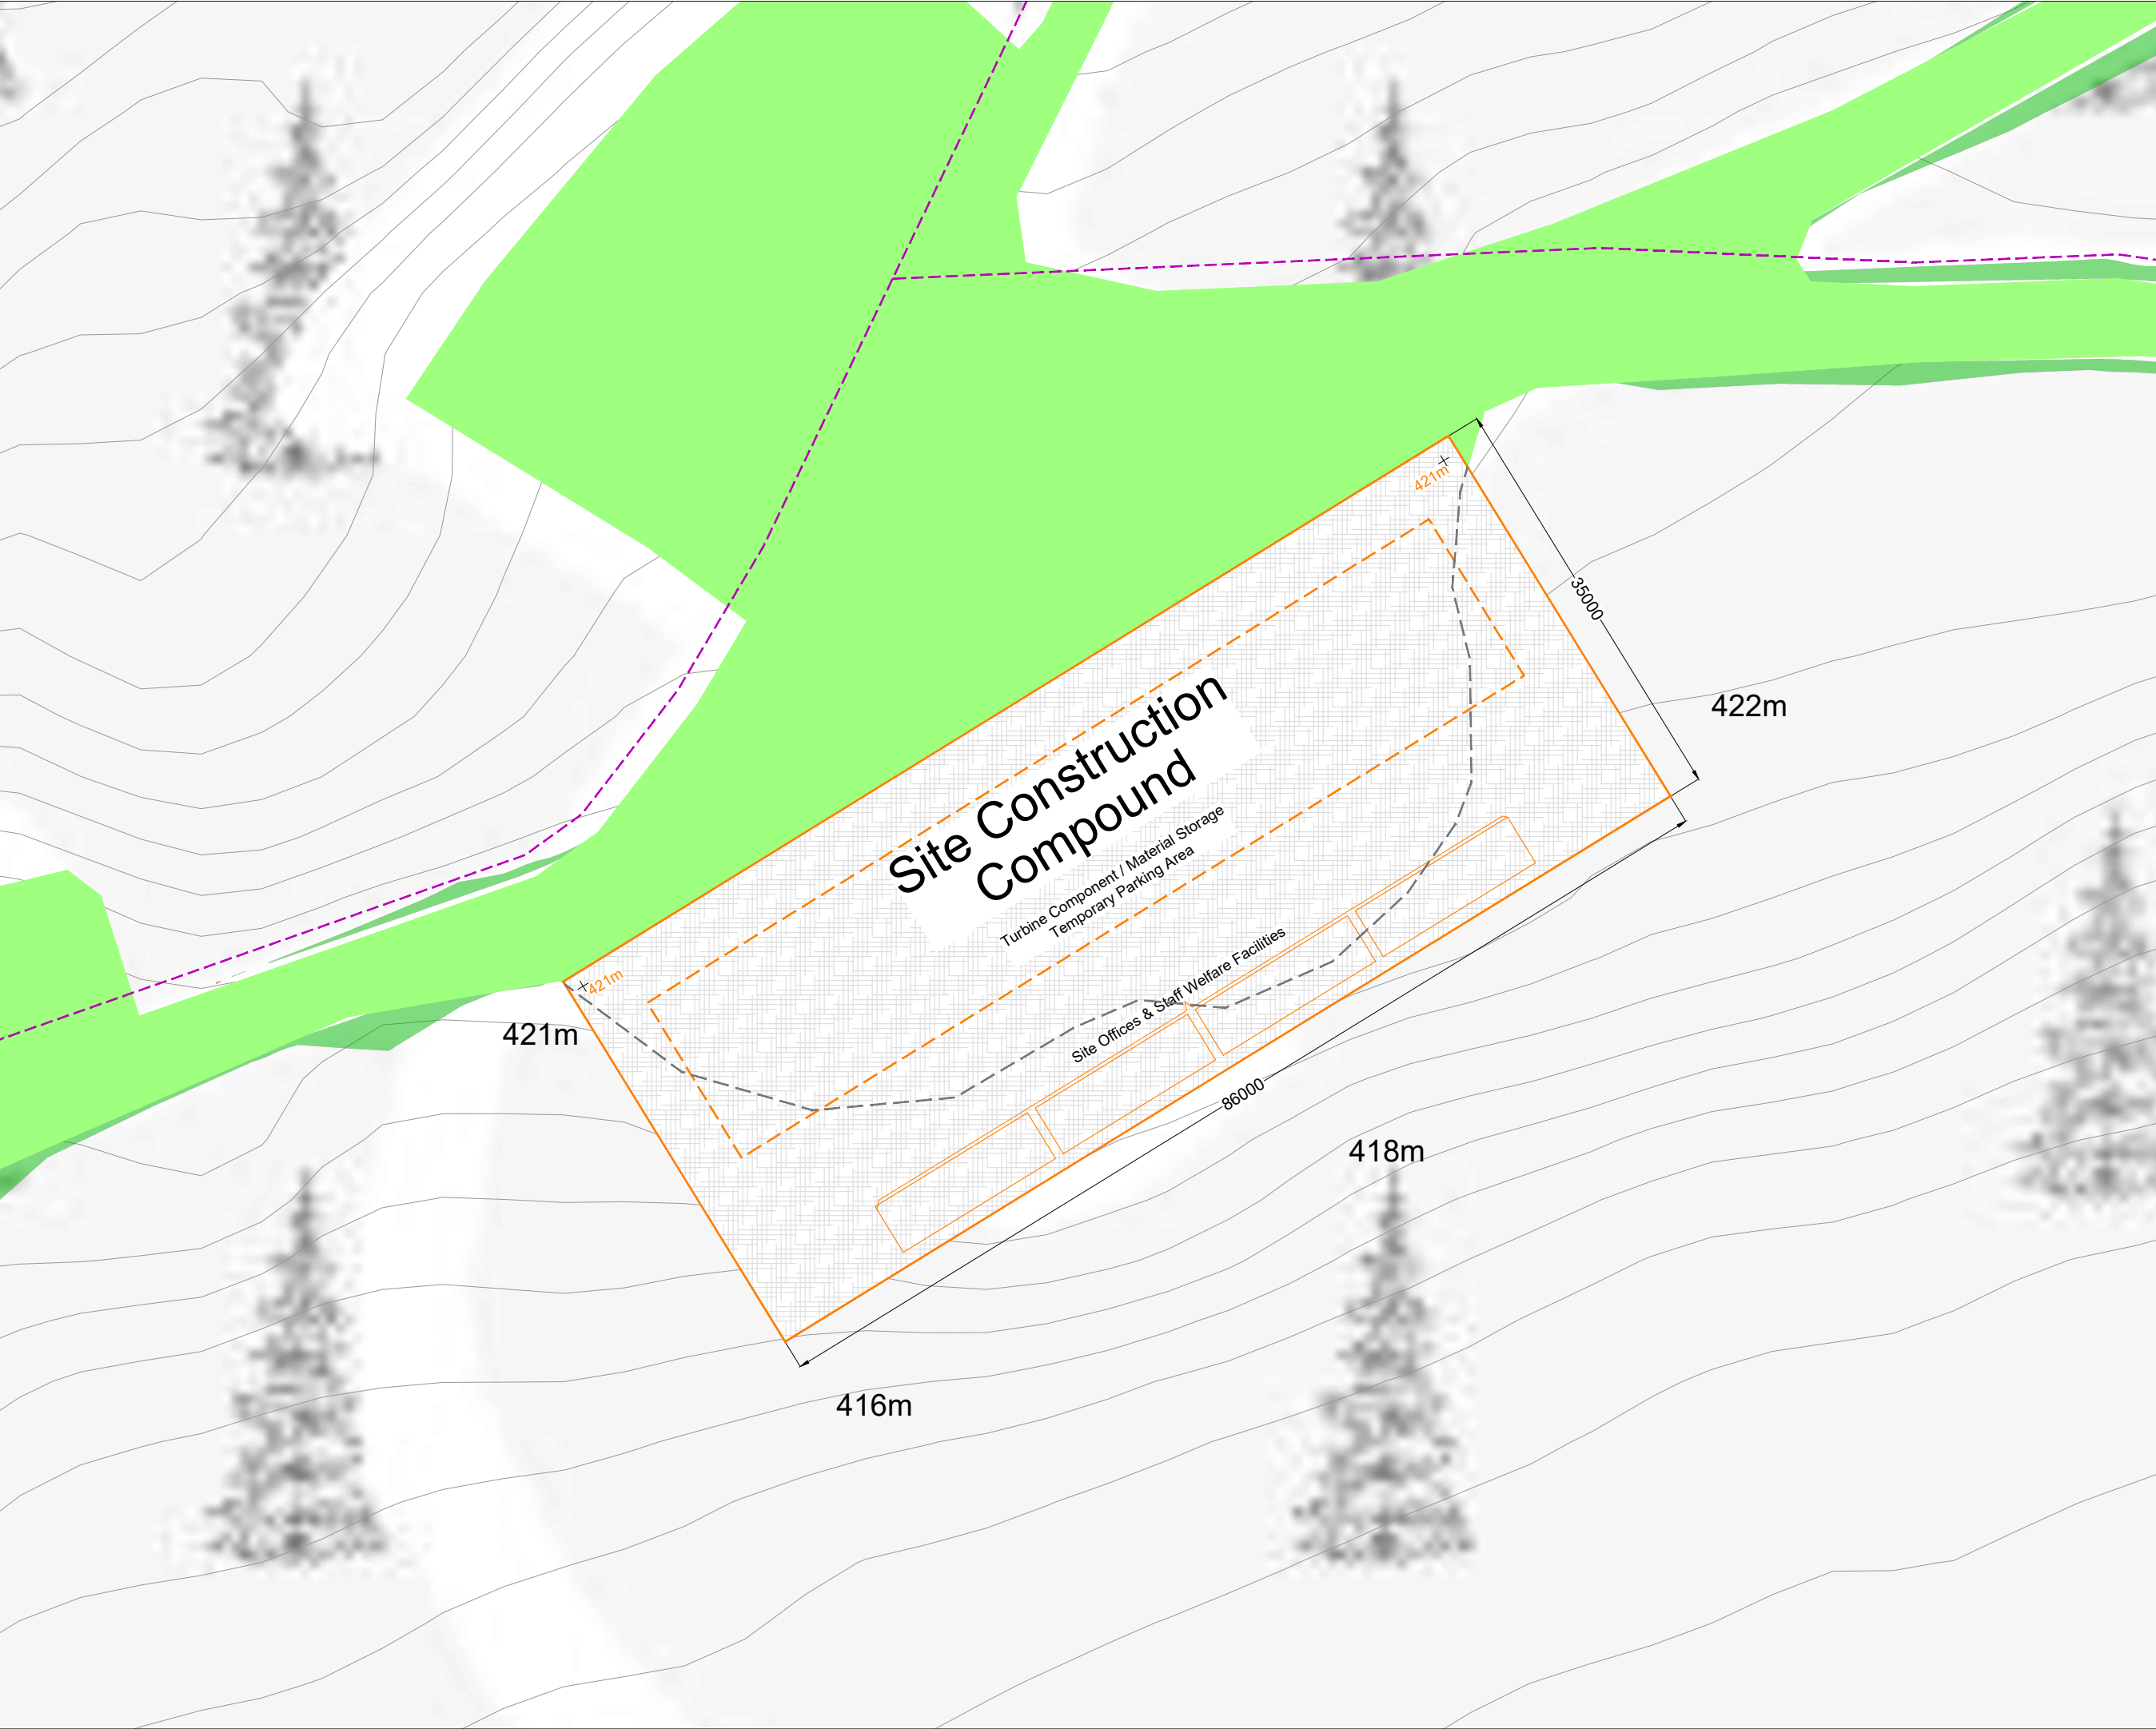 421m
35000
422m
Site Construction
Compound
Turbine Component / Material Storage
Temporary Parking Area
Site Offices & Staff Welfare Facilities
421m
421m
86000
418m
416m